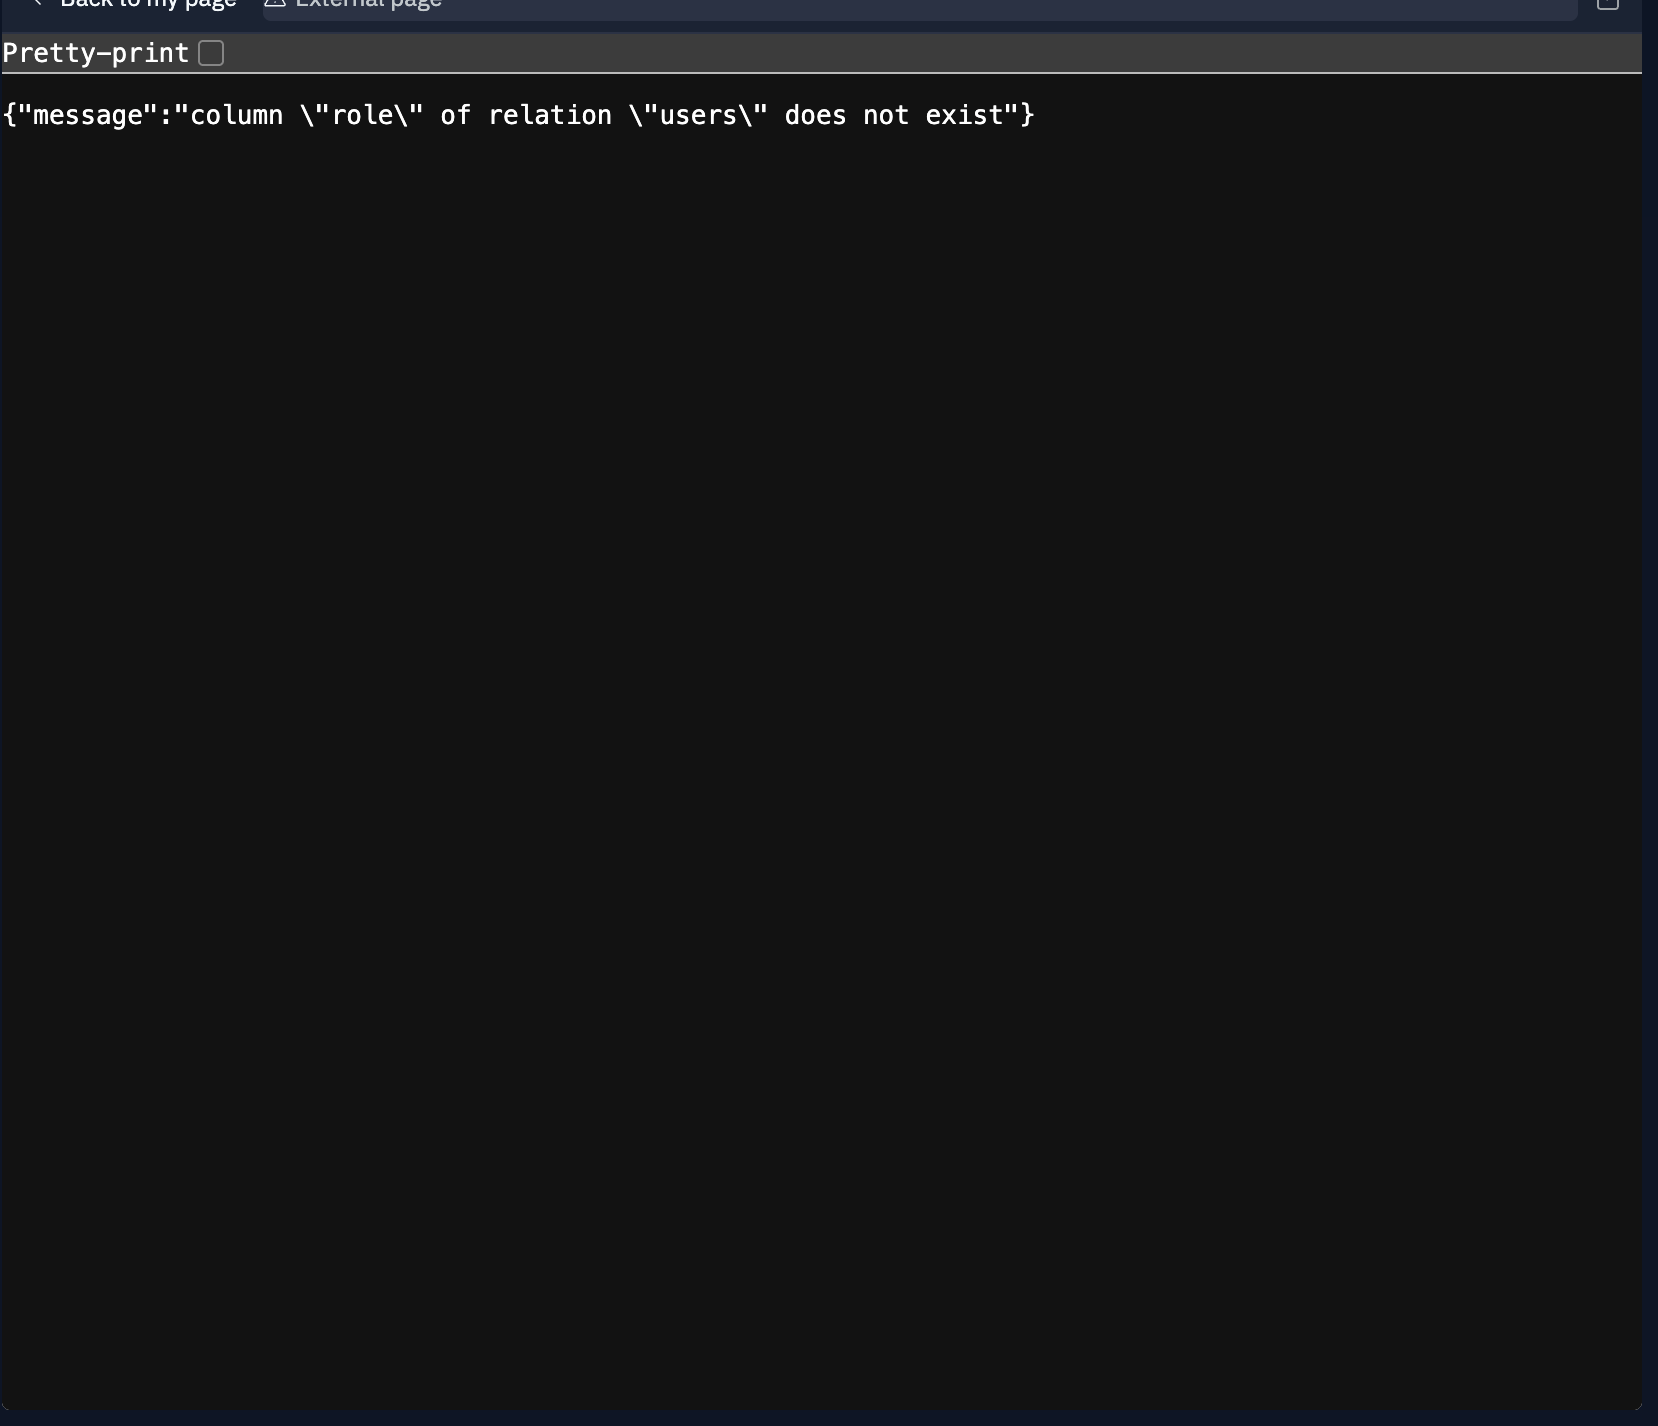 Back to my page External page
Pretty-print
{"message":"column \"role\" of relation \"users\" does not exist"}